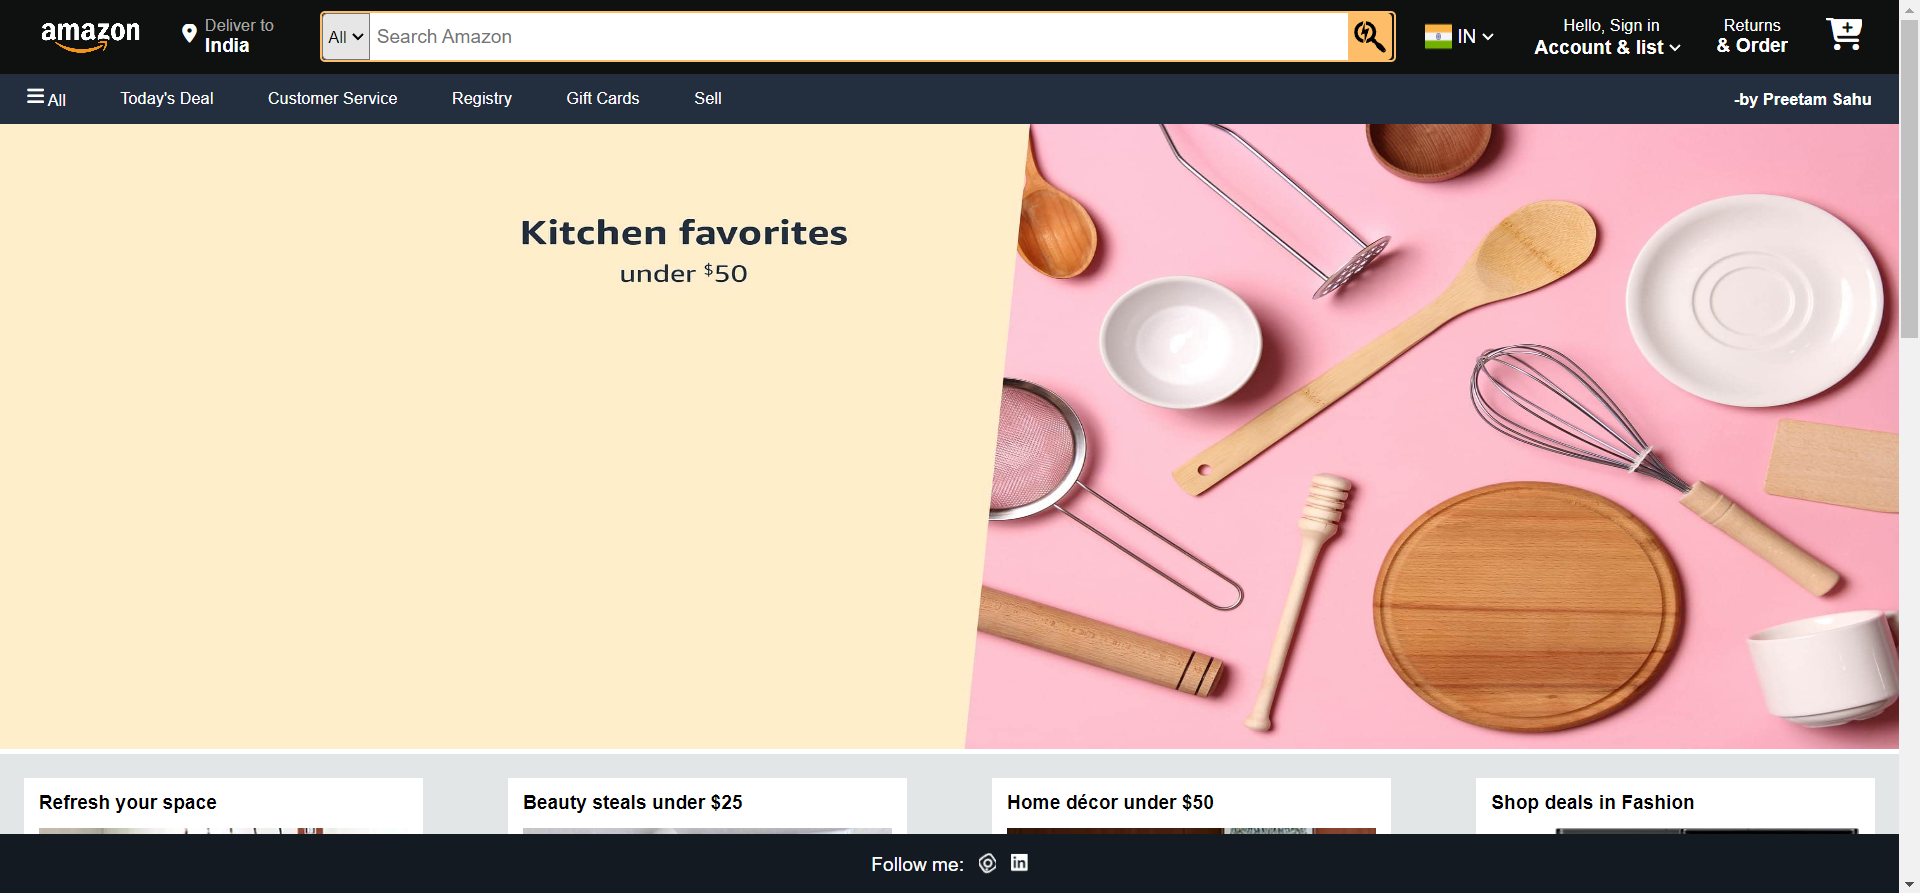 amazon
Deliver to
India
All
Search Amazon
IN
Hello, Sign in
Account & list
Returns
& Order
All
Today's Deal
Customer Service
Registry
Gift Cards
Sell
-by Preetam Sahu
Kitchen favorites
under $50
Refresh your space
Beauty steals under $25
Home décor under $50
Shop deals in Fashion
Follow me:
in